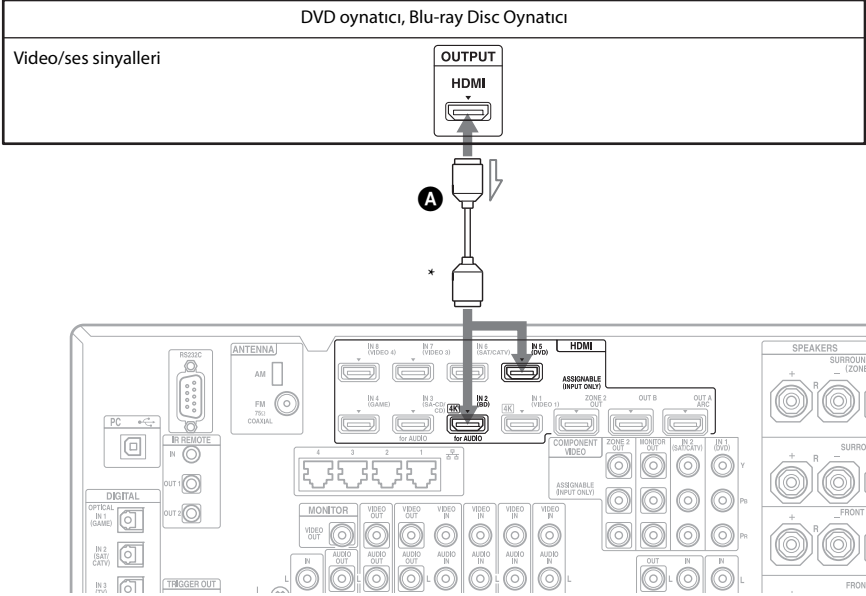 DVD oynatıcı, Blu-ray Disc Oynatıcı
Video/ses sinyalleri
OUTPUT
HDMI
A
*
RS232C
ANTENNA
AM
FM
75Ω
COAXIAL
PC
IR REMOTE
IN
OUT 1
OUT 2
DIGITAL
OPTICAL
IN 1
(GAME)
IN 2
(SAT/
CATV)
IN 3
(TV)
TRIGGER OUT
IN 8
(VIDEO 4)
IN 7
(VIDEO 3)
IN 6
(SAT/CATV)
IN 5
(DVD)
HDMI
ASSIGNABLE
(INPUT ONLY)
IN 4
(GAME)
IN 3
(SA-CD/
CD)
for AUDIO
4K
IN 2
(BD)
for AUDIO
4K
IN 1
(VIDEO 1)
ZONE 2
OUT
OUT B
OUT A
ARC
4 3 2 1
COMPONENT
VIDEO
ASSIGNABLE
(INPUT ONLY)
ZONE 2
OUT
MONITOR
OUT
IN 2
(SAT/CATV)
IN 1
(DVD)
Y
PB
PR
MONITOR
VIDEO
OUT
VIDEO
OUT
VIDEO
OUT
VIDEO
IN
VIDEO
IN
VIDEO
IN
VIDEO
IN
IN
AUDIO
OUT
AUDIO
OUT
AUDIO
OUT
AUDIO
IN
AUDIO
IN
AUDIO
IN
AUDIO
IN
L
L
L
L
OUT
IN
IN
L
L
SPEAKERS
SURROUN
(ZONE
+
R
−
SURRO
+
R
−
FRONT
+
R
−
FRON